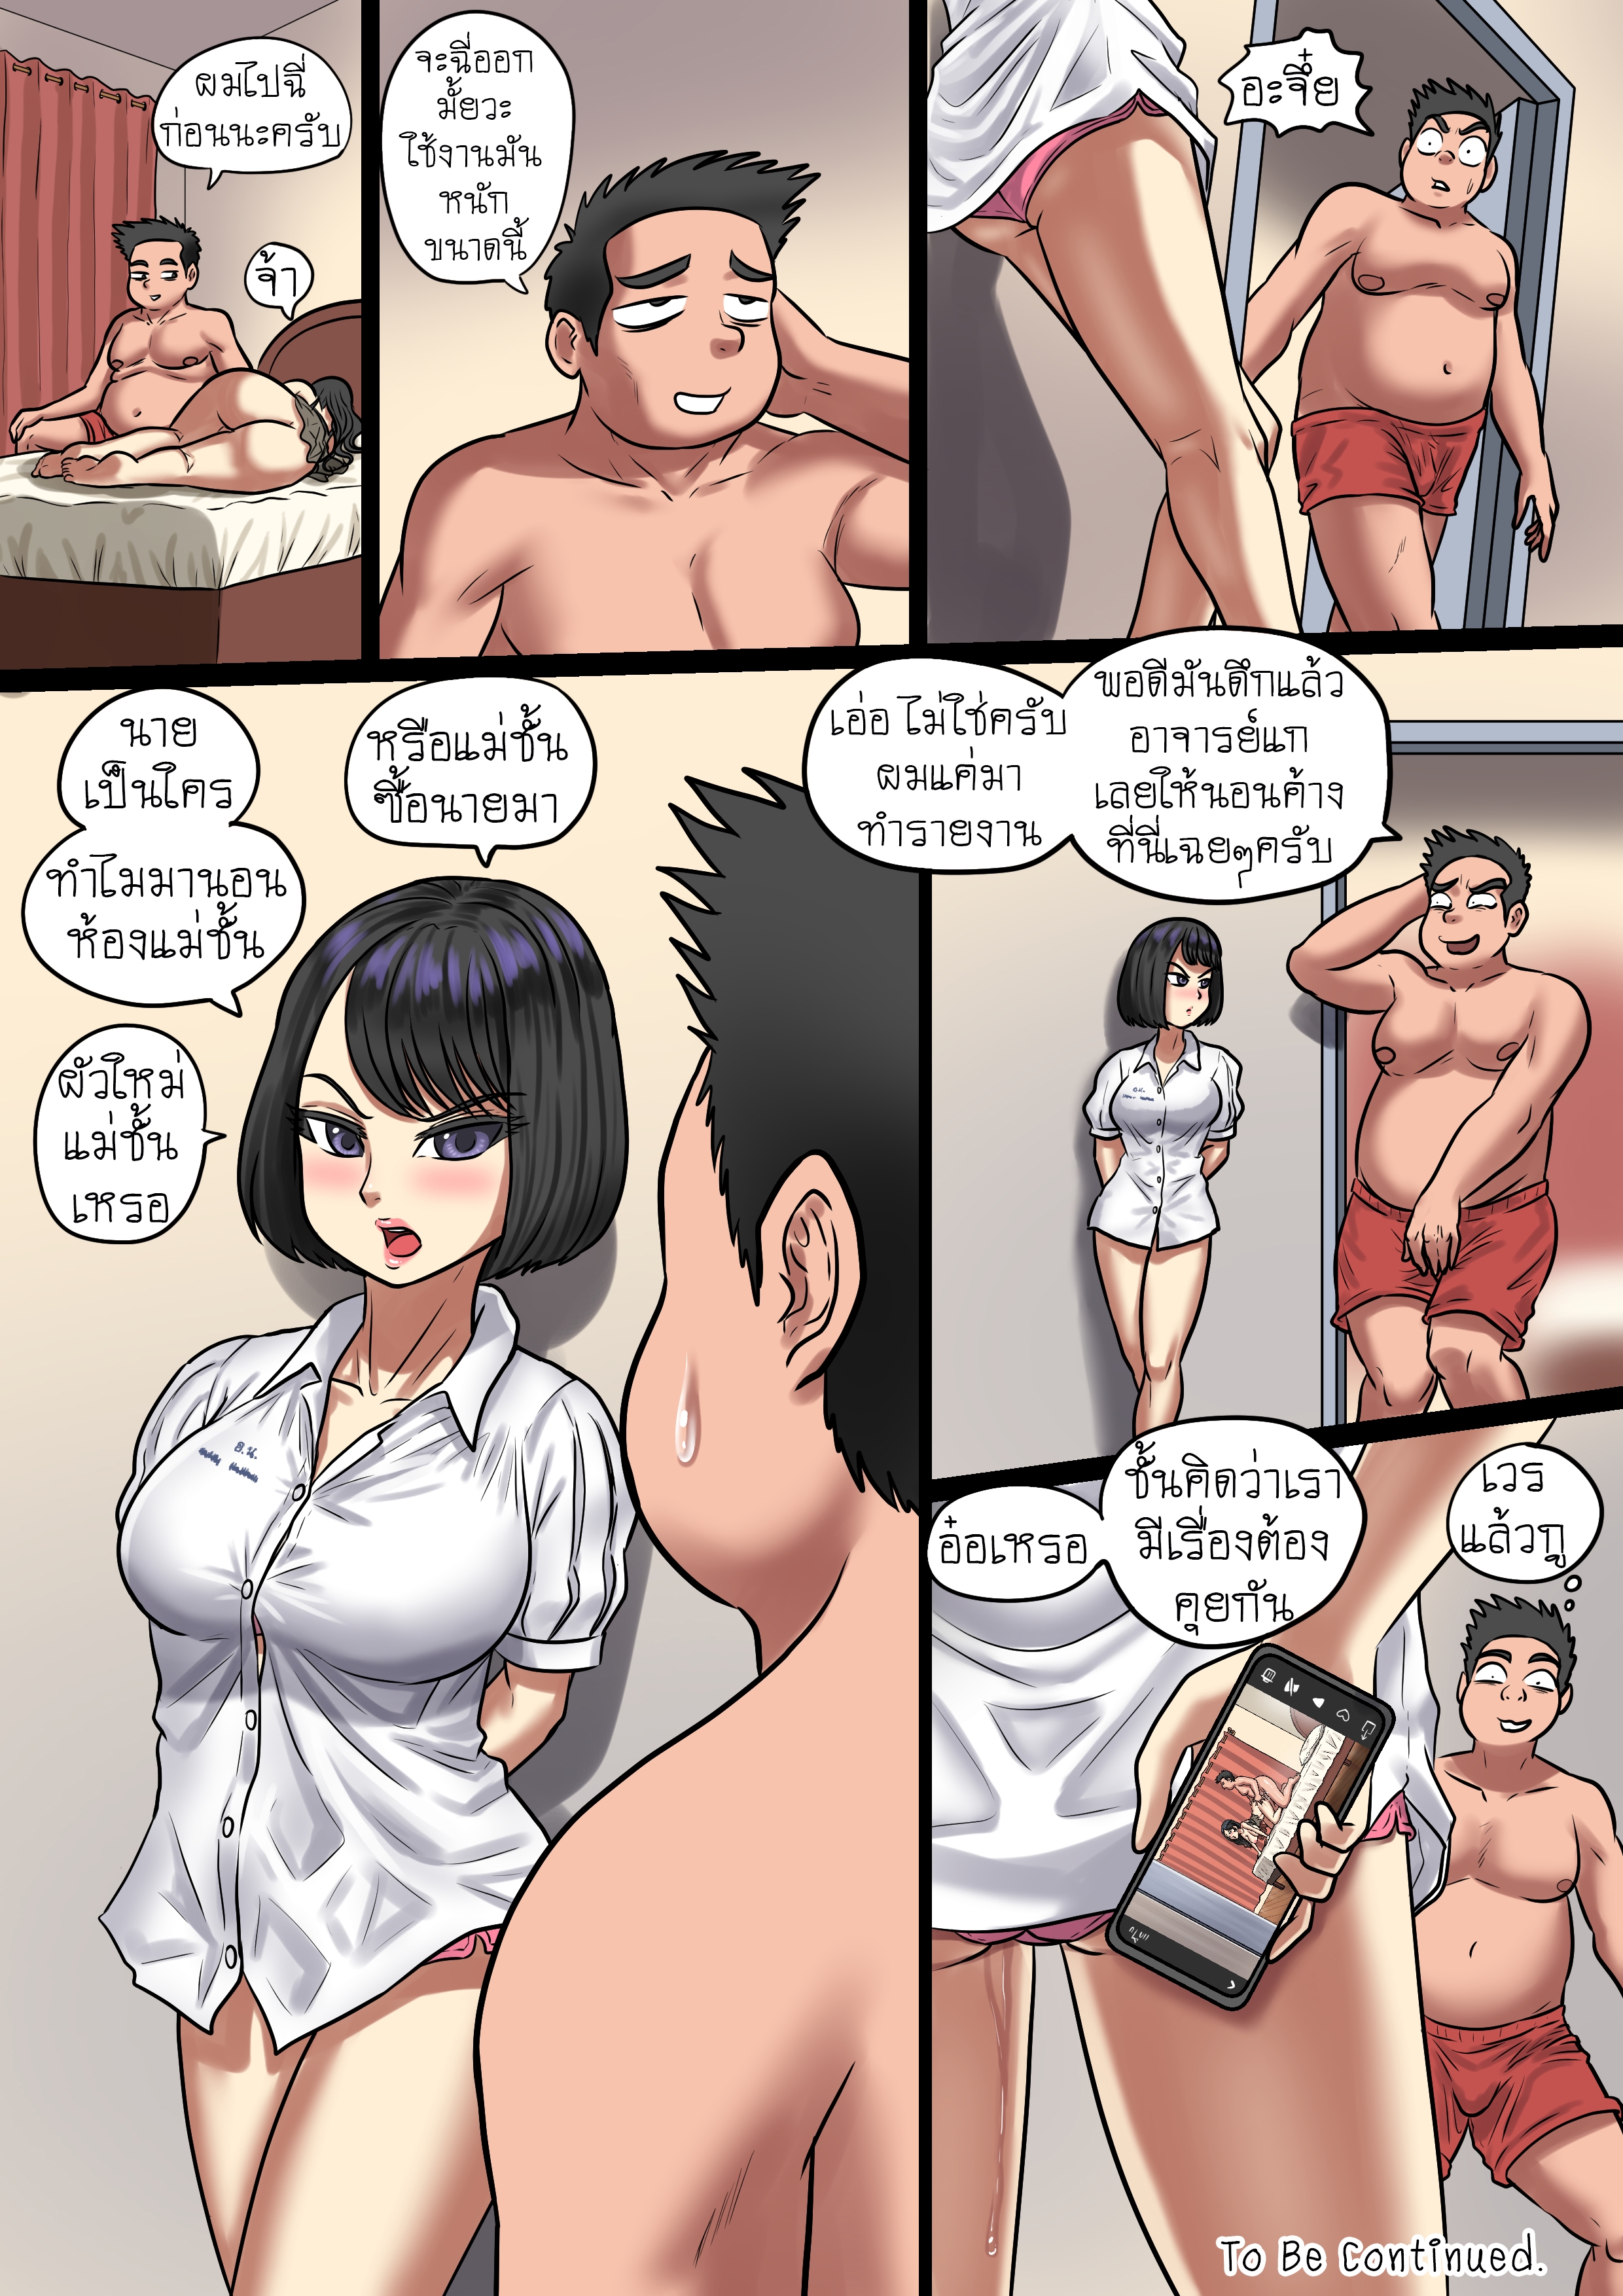 ผมไปฉี่
ก่อนนะครับ
จ้า
จะฉี่ออก
มั้ยวะ
ใช้งานมัน
หนัก
ขนาดนี้
อะจึ๋ย
นาย
เป็นใคร
ทำไมมานอน
ห้องแม่ชั้น
หรือแม่ชั้น
ซื้อนายมา
ผัวใหม่
แม่ชั้น
เหรอ
เอ่อ ไม่ใช่ครับ
ผมแค่มา
ทำรายงาน
พอดีมันดึกแล้ว
อาจารย์แก
เลยให้นอนค้าง
ที่นี่เฉยๆครับ
อ๋อเหรอ
ชั้นคิดว่าเรา
มีเรื่องต้อง
คุยกัน
เวร
แล้วกู
To Be Continued.